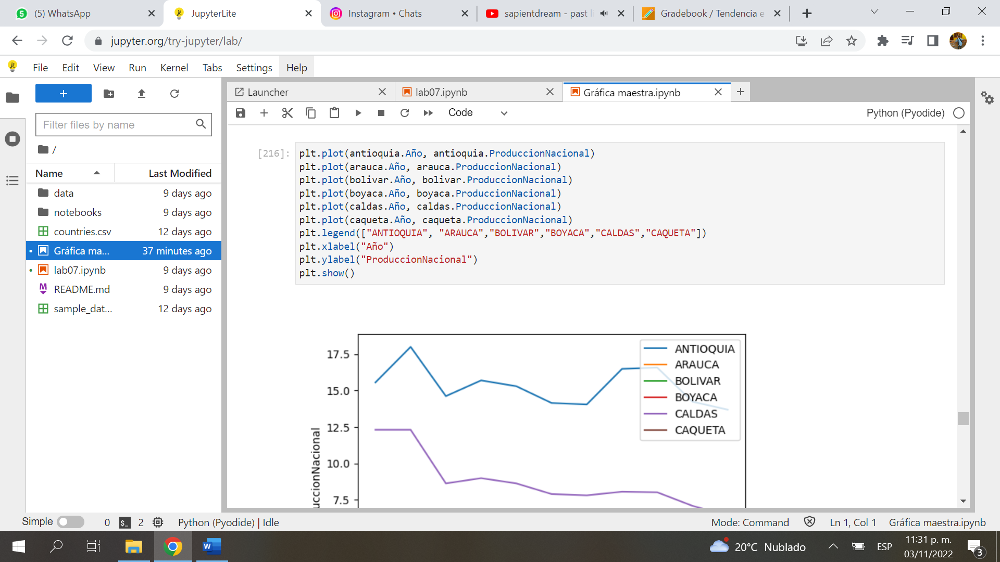 (5) WhatsApp
JupyterLite
Instagram • Chats
sapientdream - past l
Gradebook / Tendencia e
jupyter.org/try-jupyter/lab/
File Edit View Run Kernel Tabs Settings Help
Launcher
lab07.ipynb
Gráfica maestra.ipynb
Code
Python (Pyodide)
Filter files by name
/
Name Last Modified
data 9 days ago
notebooks 9 days ago
countries.csv 12 days ago
Gráfica ma... 37 minutes ago
lab07.ipynb 9 days ago
README.md 9 days ago
sample_dat... 12 days ago
[216]:
plt.plot(antioquia.Año, antioquia.ProduccionNacional)
plt.plot(arauca.Año, arauca.ProduccionNacional)
plt.plot(bolivar.Año, bolivar.ProduccionNacional)
plt.plot(boyaca.Año, boyaca.ProduccionNacional)
plt.plot(caldas.Año, caldas.ProduccionNacional)
plt.plot(caqueta.Año, caqueta.ProduccionNacional)
plt.legend(["ANTIOQUIA", "ARAUCA","BOLIVAR","BOYACA","CALDAS","CAQUETA"])
plt.xlabel("Año")
plt.ylabel("ProduccionNacional")
plt.show()
17.5
15.0
12.5
10.0
7.5
uccionNacional
ANTIOQUIA
ARAUCA
BOLIVAR
BOYACA
CALDAS
CAQUETA
Simple 0 $_ 2 Python (Pyodide) | Idle
Mode: Command Ln 1, Col 1 Gráfica maestra.ipynb
20°C Nublado
ESP
11:31 p. m.
03/11/2022
3